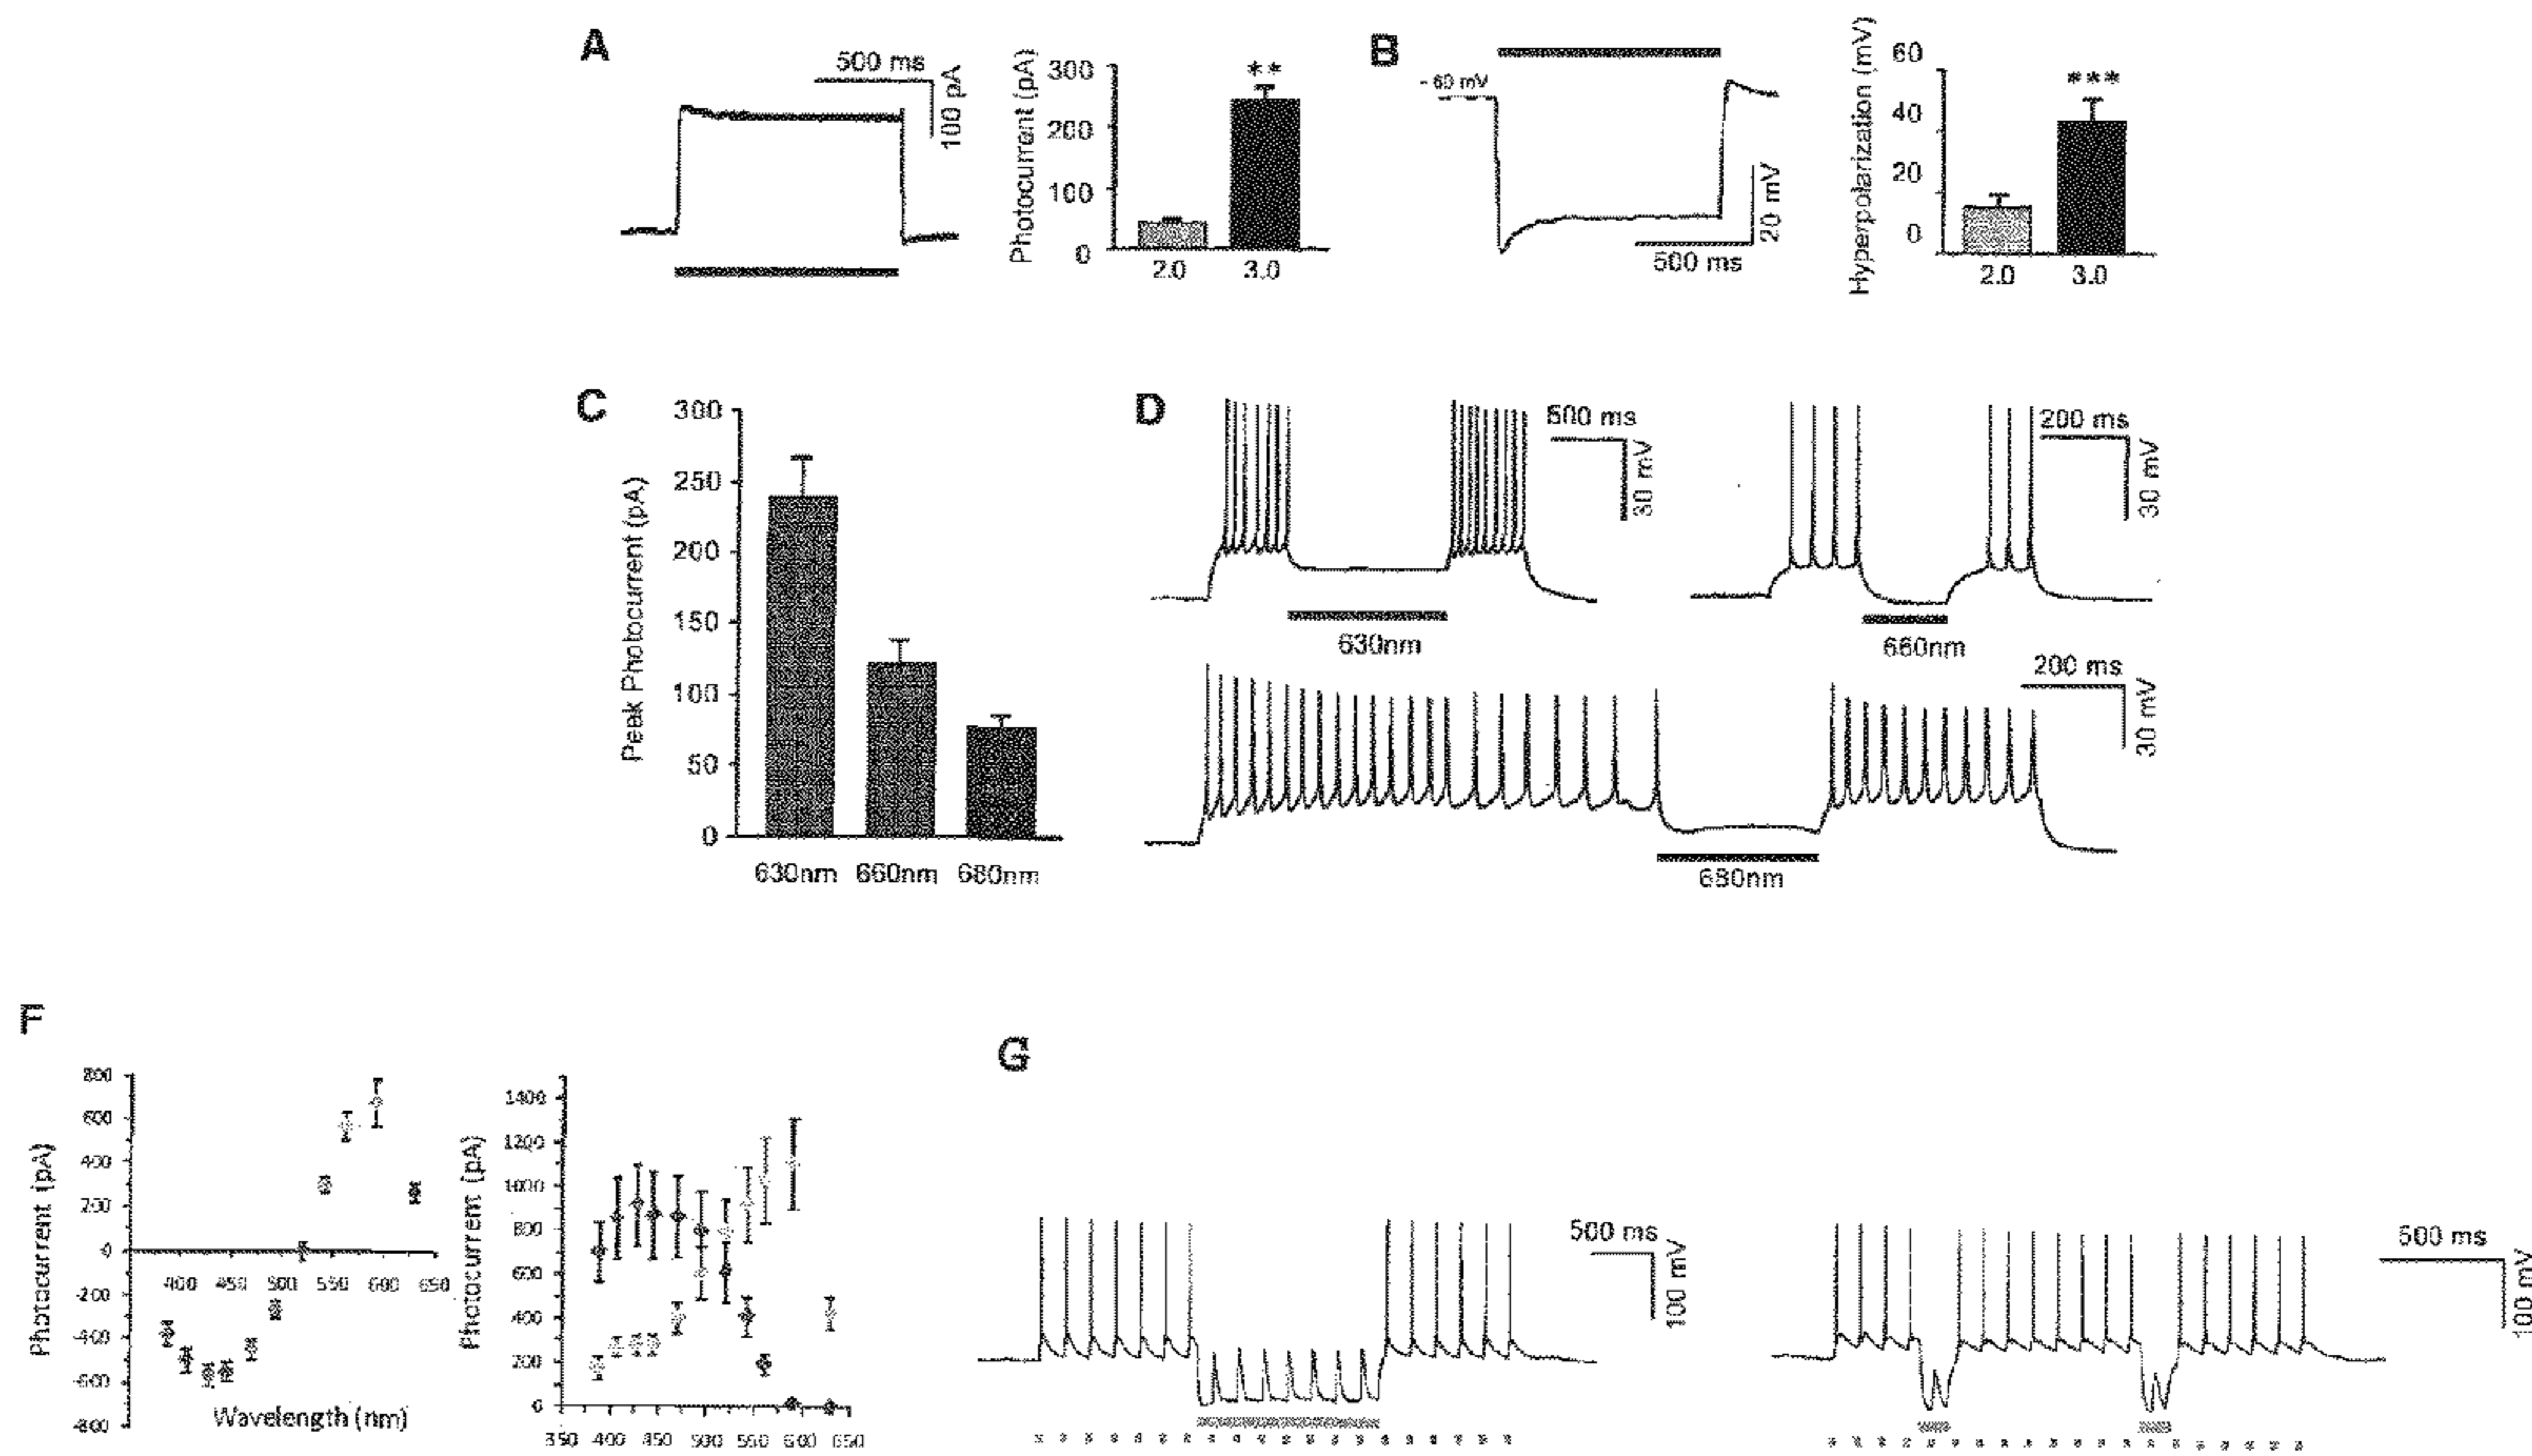 A
500 ms
100 pA
Photocurrent (pA)
300
200
100
0
**
2.0 3.0
B
- 60 mV
20 mV
500 ms
Hyperpolarization (mV)
60
40
20
0
***
2.0 3.0
C
Peak Photocurrent (pA)
300
250
200
150
100
50
0
630nm 660nm 680nm
D
500 ms
30 mV
630nm
200 ms
30 mV
660nm
200 ms
30 mV
680nm
F
Photocurrent (pA)
800
600
400
200
0
-200
-400
-600
-800
400 450 500 550 600 650
Wavelength (nm)
Photocurrent (pA)
1400
1200
1000
800
600
400
200
0
350 400 450 500 550 600 650
G
500 ms
100 mV
500 ms
100 mV